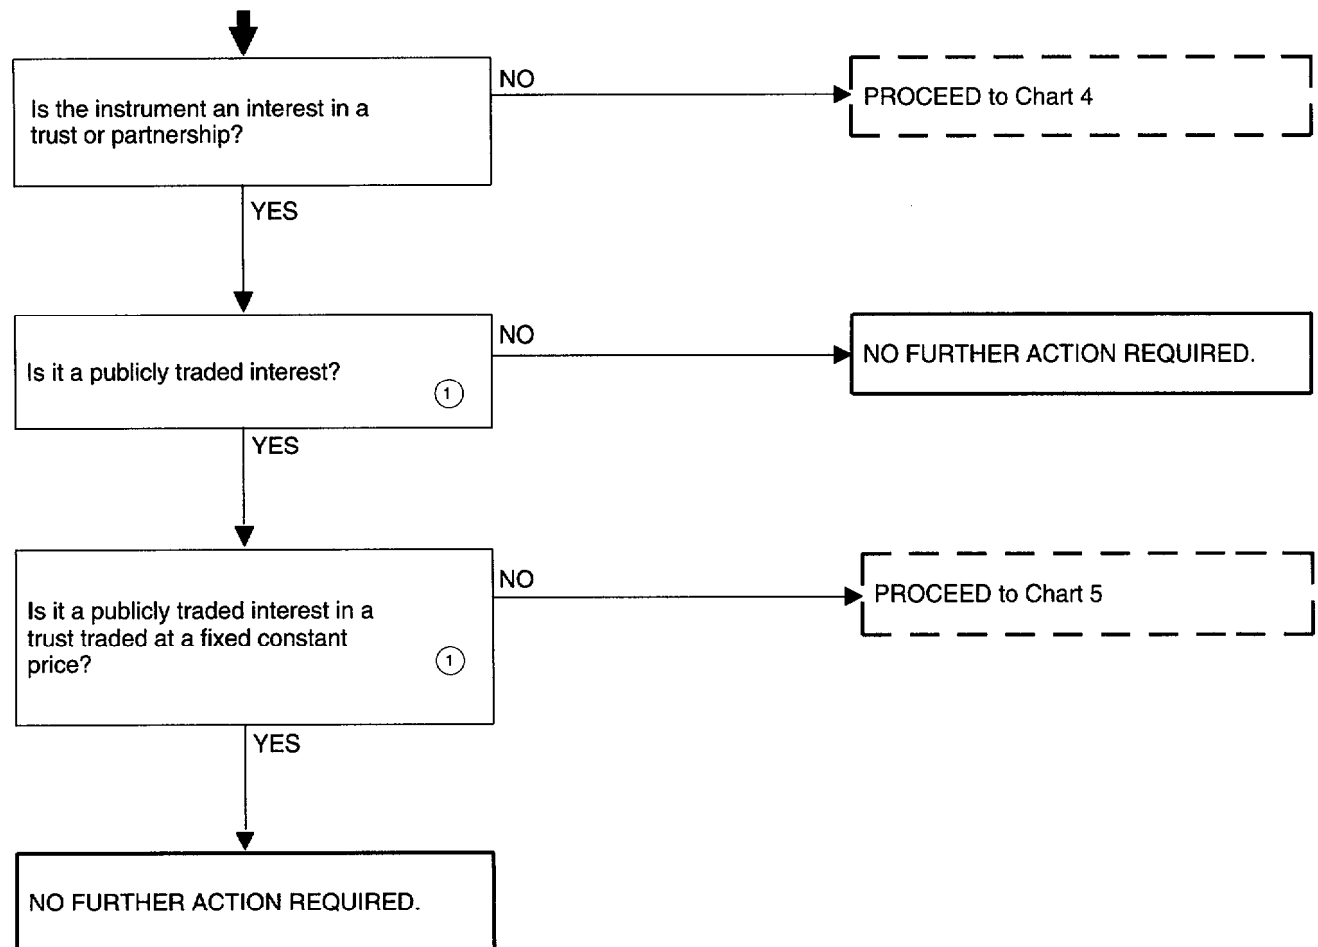 Is the instrument an interest in a
trust or partnership?
NO
PROCEED to Chart 4
YES
Is it a publicly traded interest?
1
NO
NO FURTHER ACTION REQUIRED.
YES
Is it a publicly traded interest in a
trust traded at a fixed constant
price?
1
NO
PROCEED to Chart 5
YES
NO FURTHER ACTION REQUIRED.